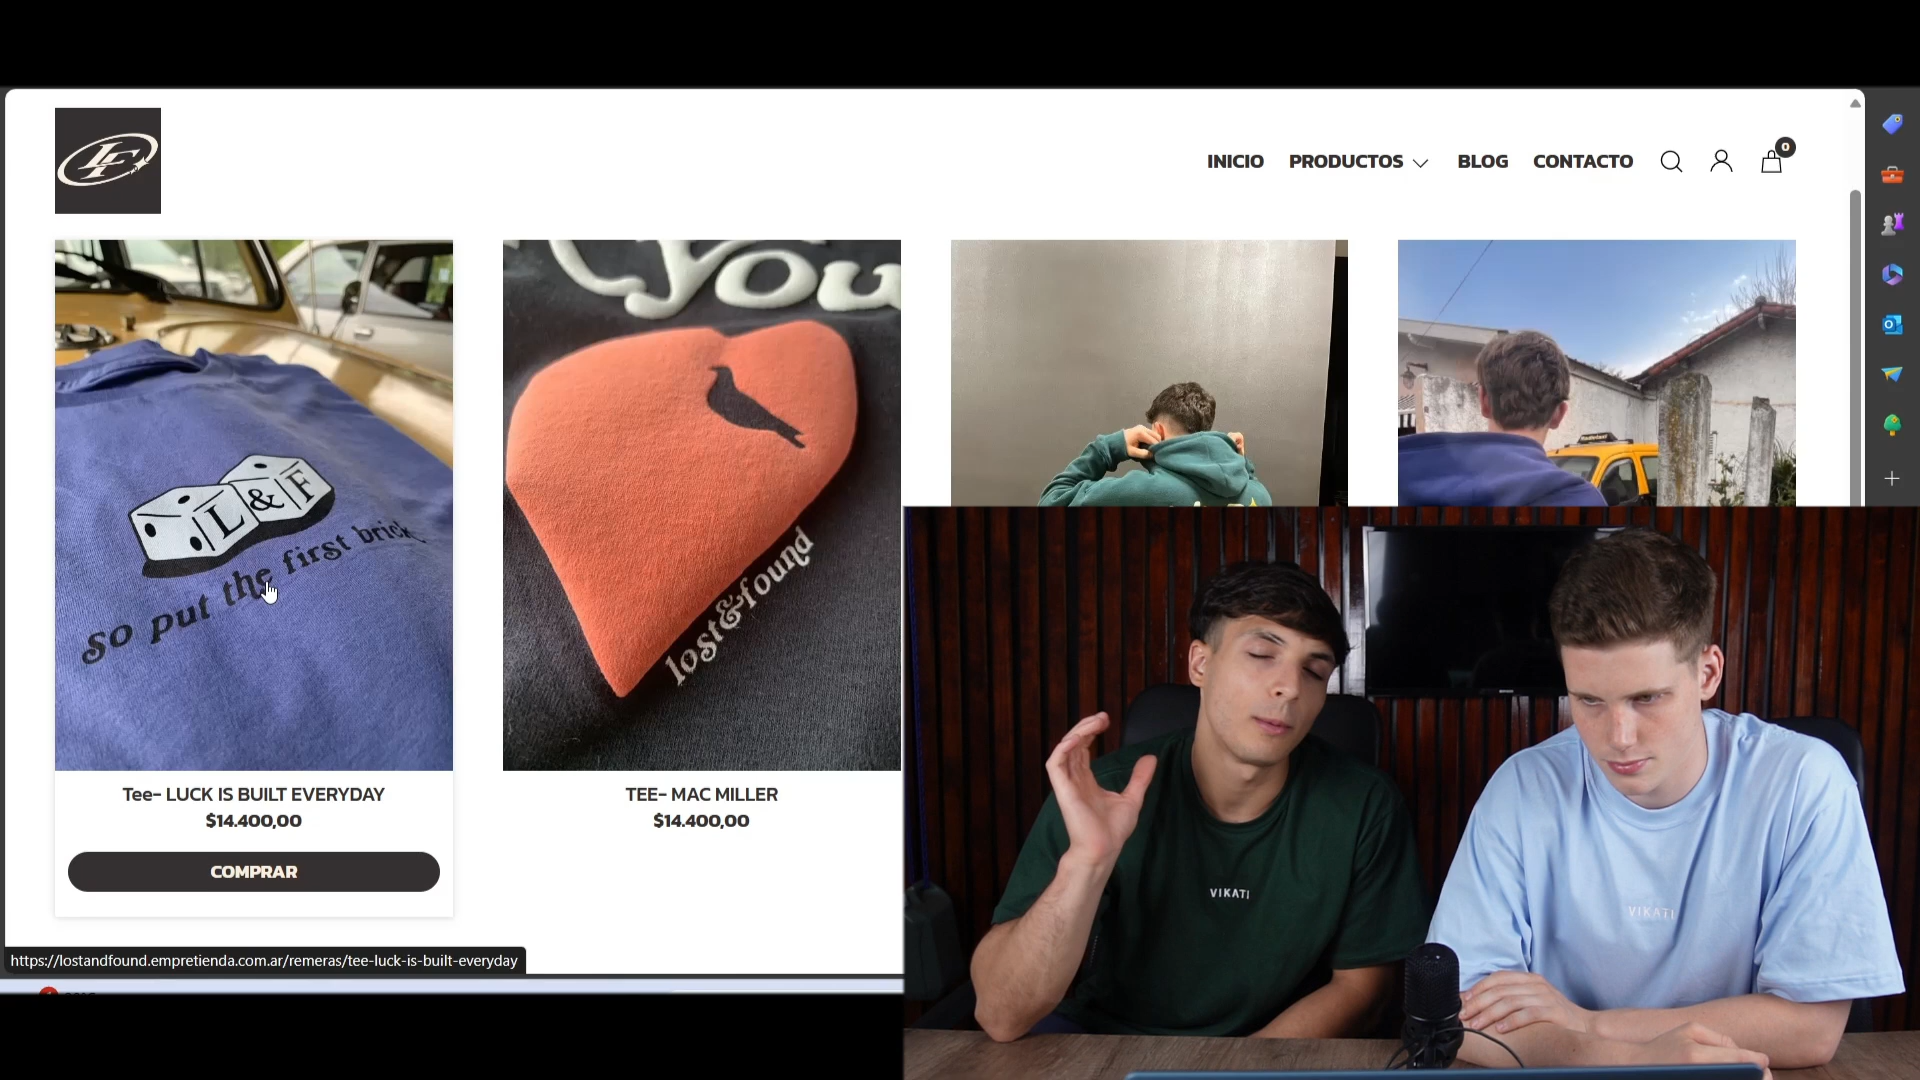 LF
INICIO PRODUCTOS BLOG CONTACTO 0
L&F
So put the first brick
You
lost&found
Tee- LUCK IS BUILT EVERYDAY
$14.400,00
COMPRAR
TEE- MAC MILLER
$14.400,00
VIKATI
VIKATI
https://lostandfound.empretienda.com.ar/remeras/tee-luck-is-built-everyday